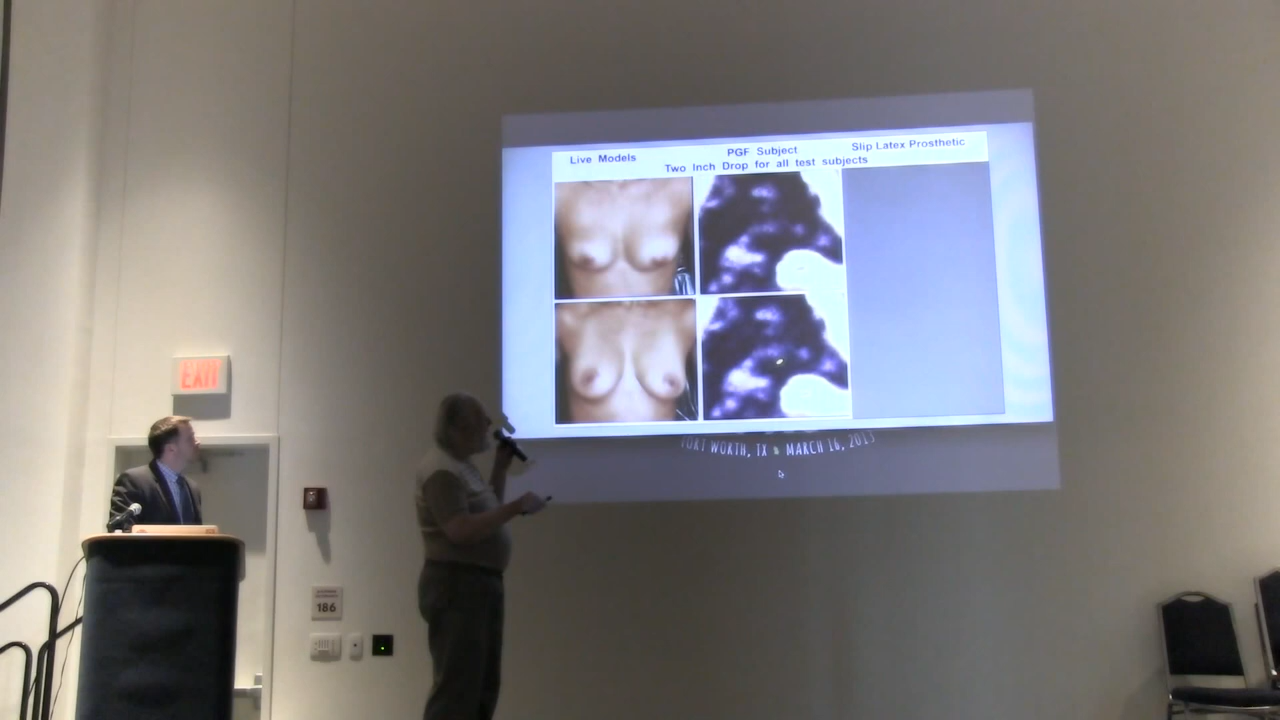 Live Models
PGF Subject
Slip Latex Prosthetic
Two Inch Drop for all test subjects
FORT WORTH, TX MARCH 16, 2013
EXIT
186